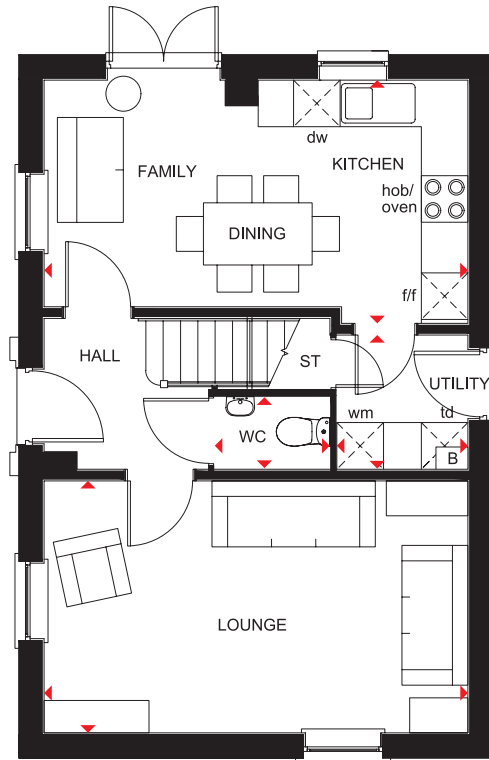 dw
FAMILY
KITCHEN
hob/
oven
DINING
f/f
HALL
ST
UTILITY
WC
wm
td
B
LOUNGE